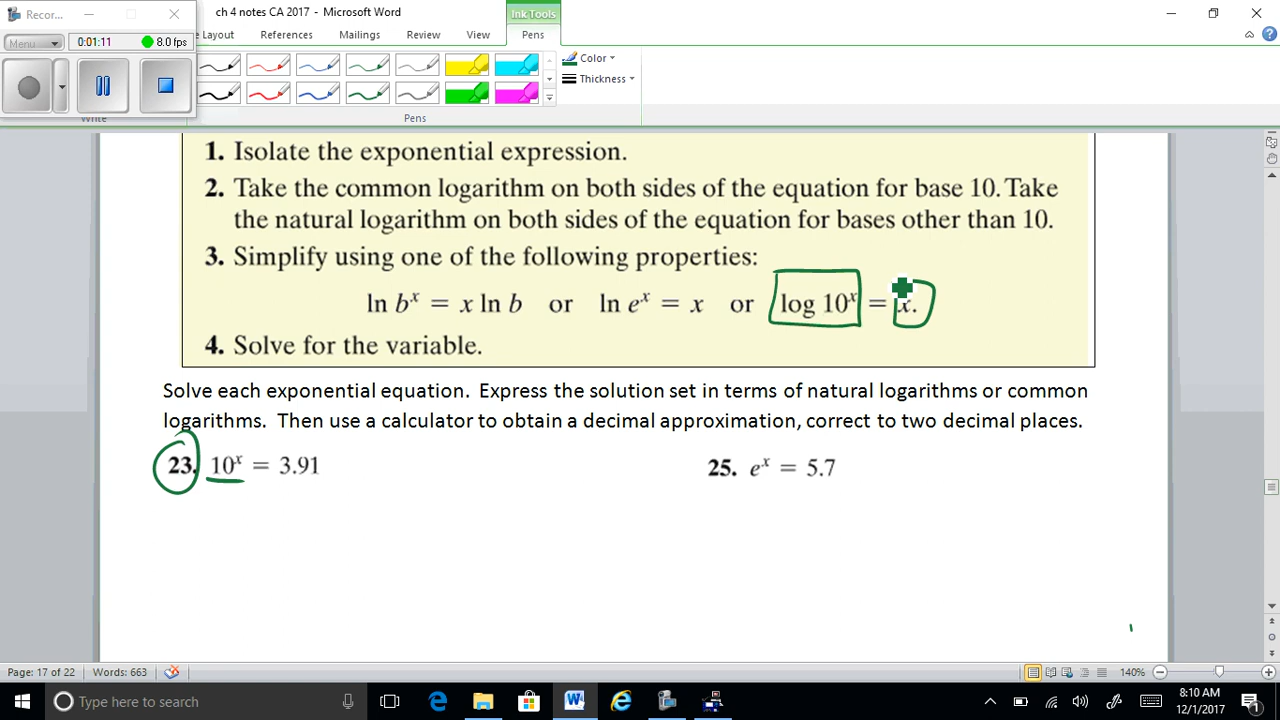 Recor...
ch 4 notes CA 2017 - Microsoft Word
Ink Tools
Menu
0:01:11
8.0 fps
Layout
References
Mailings
Review
View
Pens
Color
Thickness
Write
Pens
1. Isolate the exponential expression.
2. Take the common logarithm on both sides of the equation for base 10. Take
the natural logarithm on both sides of the equation for bases other than 10.
3. Simplify using one of the following properties:
ln bˣ = x ln b or ln eˣ = x or log 10ˣ = x.
4. Solve for the variable.
Solve each exponential equation. Express the solution set in terms of natural logarithms or common
logarithms. Then use a calculator to obtain a decimal approximation, correct to two decimal places.
23. 10ˣ = 3.91
25. eˣ = 5.7
Page: 17 of 22
Words: 663
140%
Type here to search
8:10 AM
12/1/2017